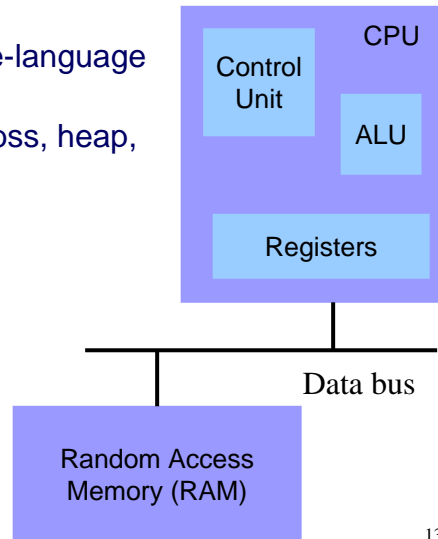 e-language
oss, heap,
CPU
Control
Unit
ALU
Registers
Data bus
Random Access
Memory (RAM)
13